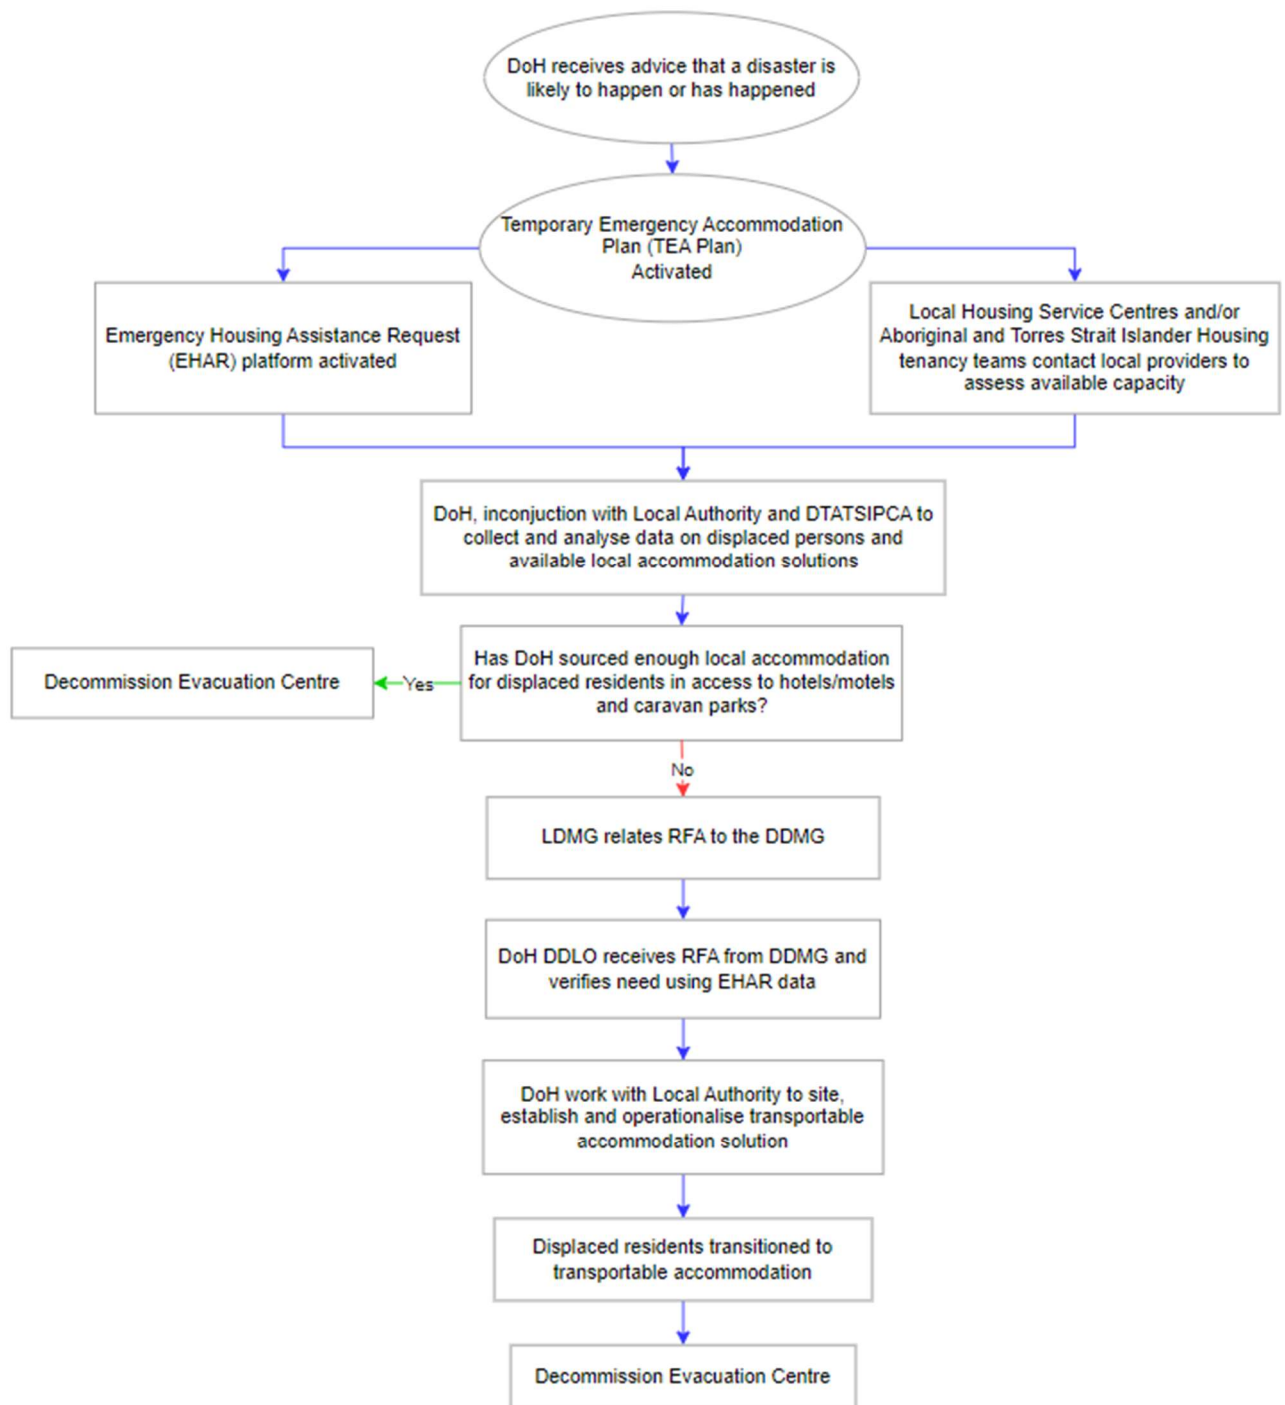 DoH receives advice that a disaster is
likely to happen or has happened
Temporary Emergency Accommodation
Plan (TEA Plan)
Activated
Emergency Housing Assistance Request
(EHAR) platform activated
Local Housing Service Centres and/or
Aboriginal and Torres Strait Islander Housing
tenancy teams contact local providers to
assess available capacity
DoH, inconjuction with Local Authority and DTATSIPCA to
collect and analyse data on displaced persons and
available local accommodation solutions
Has DoH sourced enough local accommodation
for displaced residents in access to hotels/motels
and caravan parks?
Yes
Decommission Evacuation Centre
No
LDMG relates RFA to the DDMG
DoH DDLO receives RFA from DDMG and
verifies need using EHAR data
DoH work with Local Authority to site,
establish and operationalise transportable
accommodation solution
Displaced residents transitioned to
transportable accommodation
Decommission Evacuation Centre